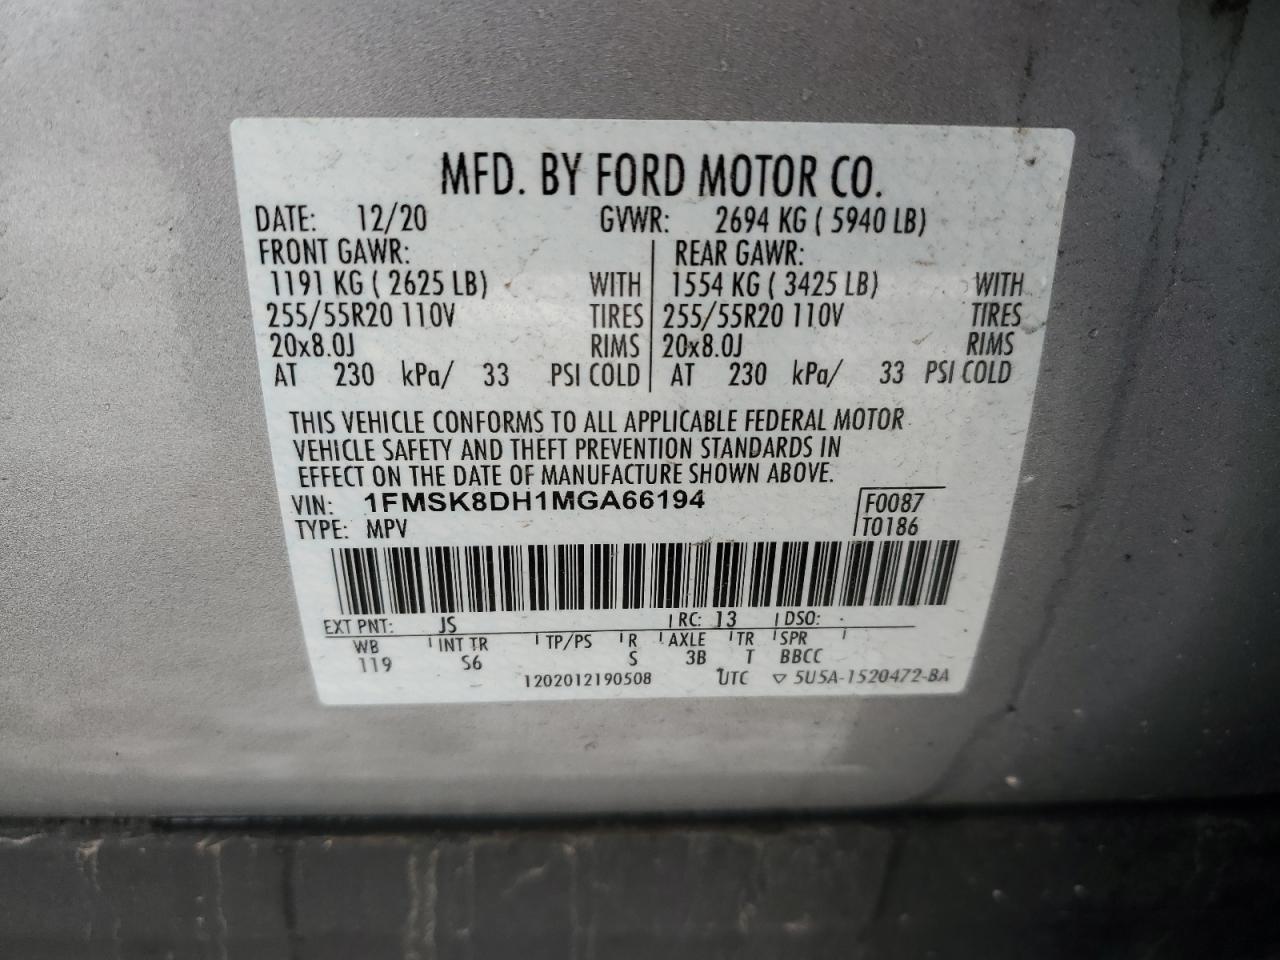 MFD. BY FORD MOTOR CO.
DATE: 12/20 GVWR: 2694 KG ( 5940 LB)
FRONT GAWR: REAR GAWR:
1191 KG ( 2625 LB) WITH 1554 KG ( 3425 LB) WITH
255/55R20 110V TIRES 255/55R20 110V TIRES
20x8.0J RIMS 20x8.0J RIMS
AT 230 kPa/ 33 PSI COLD AT 230 kPa/ 33 PSI COLD
THIS VEHICLE CONFORMS TO ALL APPLICABLE FEDERAL MOTOR
VEHICLE SAFETY AND THEFT PREVENTION STANDARDS IN
EFFECT ON THE DATE OF MANUFACTURE SHOWN ABOVE.
VIN: 1FMSK8DH1MGA66194 F0087
TYPE: MPV T0186
EXT PNT: JS RC: 13 DSO:
WB INT TR TP/PS R AXLE TR SPR
119 S6 S 3B T BBCC
1202012190508 UTC ▽ 5U5A-1520472-BA